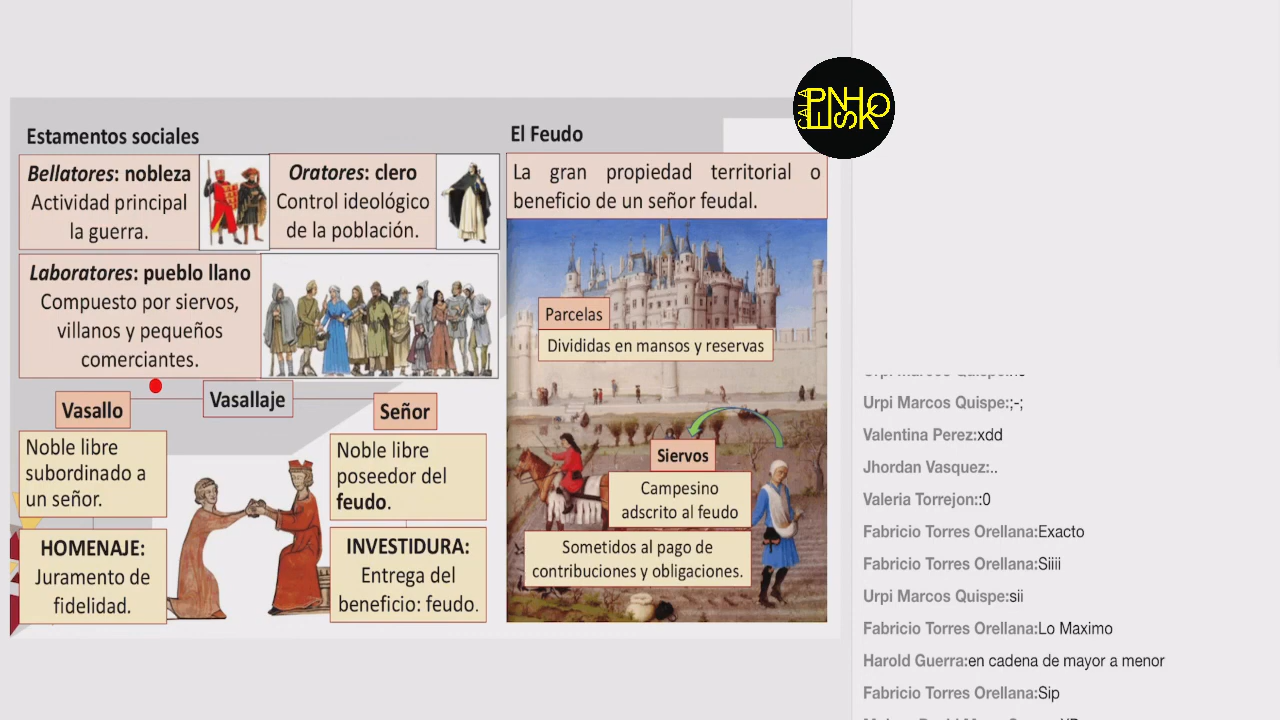 Estamentos sociales
Bellatores: nobleza
Actividad principal
la guerra.
Oratores: clero
Control ideológico
de la población.
Laboratores: pueblo llano
Compuesto por siervos,
villanos y pequeños
comerciantes.
Vasallaje
Vasallo
Noble libre
subordinado a
un señor.
HOMENAJE:
Juramento de
fidelidad.
Señor
Noble libre
poseedor del
feudo.
INVESTIDURA:
Entrega del
beneficio: feudo.
El Feudo
La gran propiedad territorial o
beneficio de un señor feudal.
Parcelas
Divididas en mansos y reservas
Siervos
Campesino
adscrito al feudo
Sometidos al pago de
contribuciones y obligaciones.
Urpi Marcos Quispe:;-;
Valentina Perez:xdd
Jhordan Vasquez:..
Valeria Torrejon::0
Fabricio Torres Orellana:Exacto
Fabricio Torres Orellana:Siiii
Urpi Marcos Quispe:sii
Fabricio Torres Orellana:Lo Maximo
Harold Guerra:en cadena de mayor a menor
Fabricio Torres Orellana:Sip